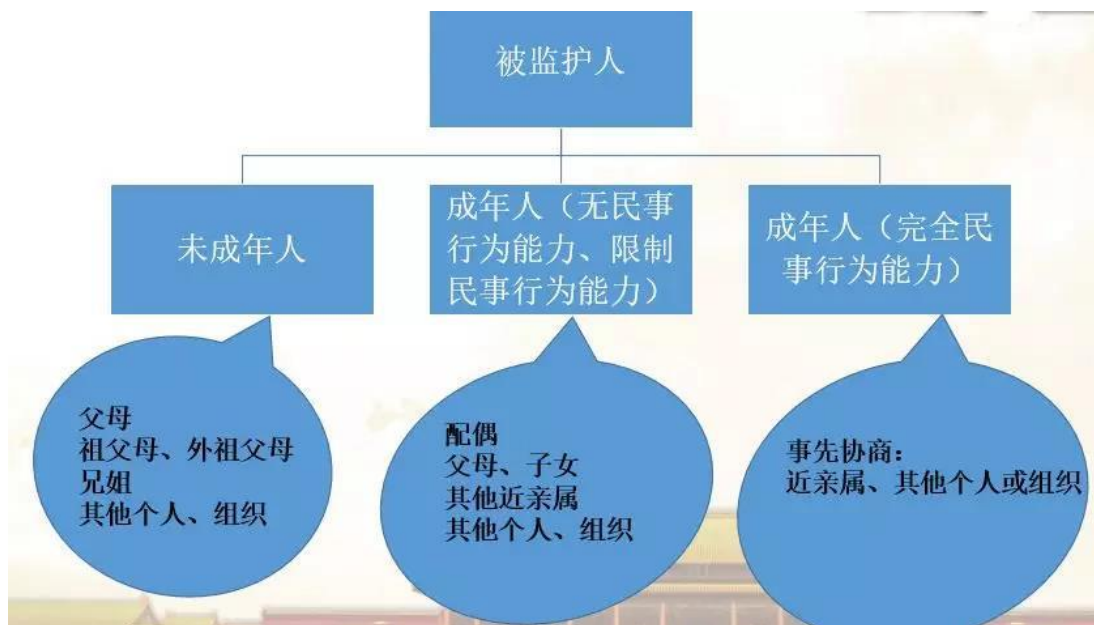 被监护人
未成年人
成年人（无民事
行为能力、限制
民事行为能力）
成年人（完全民
事行为能力）
父母
祖父母、外祖父母
兄姐
其他个人、组织
配偶
父母、子女
其他近亲属
其他个人、组织
事先协商：
近亲属、其他个人或组织